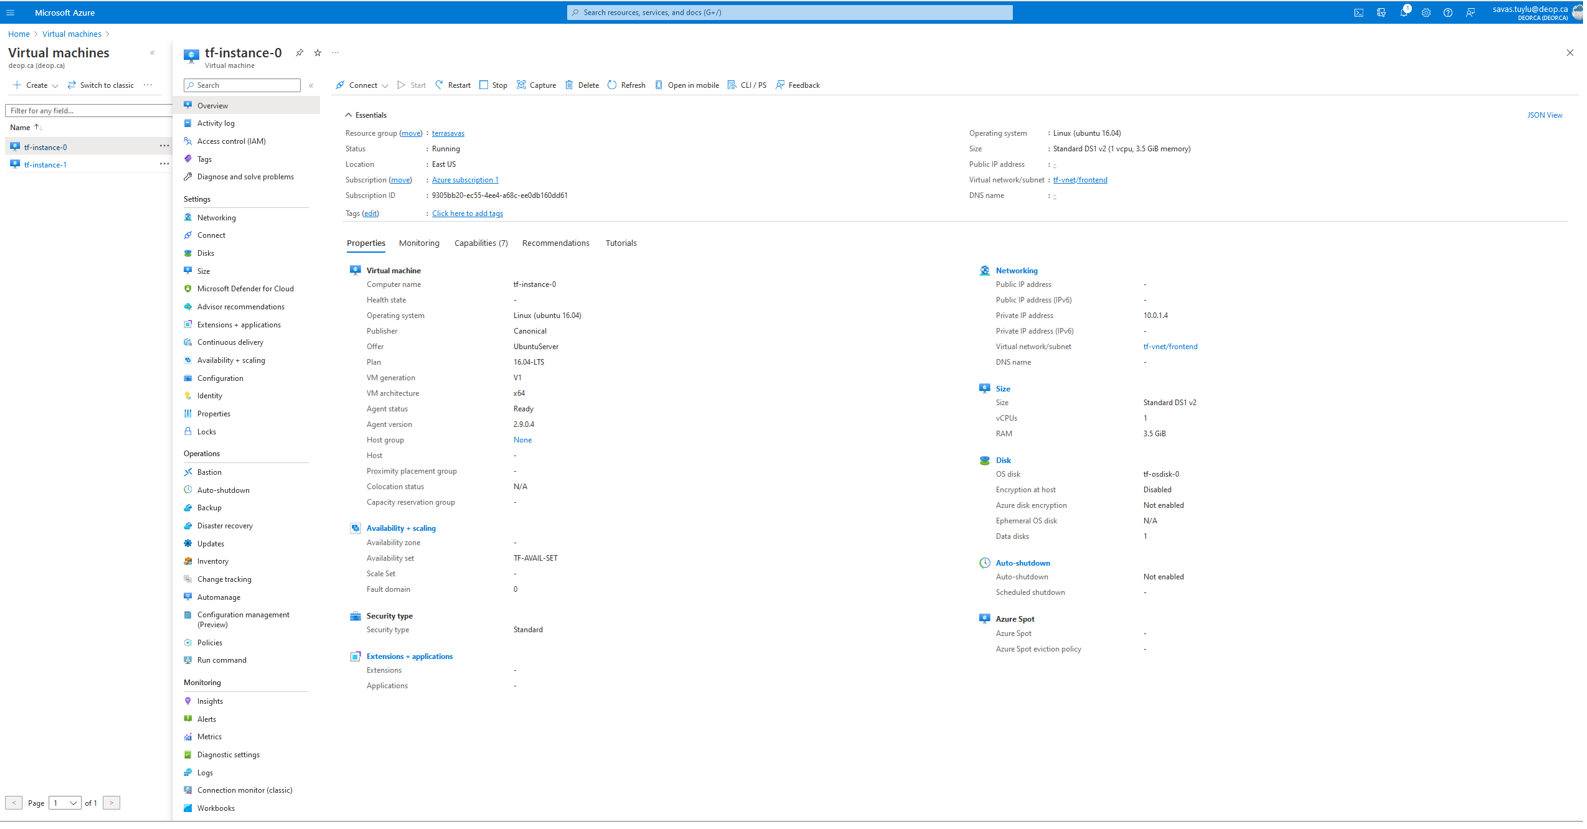 Microsoft Azure
Search resources, services, and docs (G+/)
1
savas.tuylu@deop.ca
DEOP.CA (DEOP.CA)
Home > Virtual machines >
Virtual machines
deop.ca (deop.ca)
Create
Switch to classic
...
Filter for any field...
Name ↑↓
tf-instance-0 ...
tf-instance-1 ...
< Page 1 of 1 >
tf-instance-0 ...
Virtual machine
Search
Overview
Activity log
Access control (IAM)
Tags
Diagnose and solve problems
Settings
Networking
Connect
Disks
Size
Microsoft Defender for Cloud
Advisor recommendations
Extensions + applications
Continuous delivery
Availability + scaling
Configuration
Identity
Properties
Locks
Operations
Bastion
Auto-shutdown
Backup
Disaster recovery
Updates
Inventory
Change tracking
Automanage
Configuration management
(Preview)
Policies
Run command
Monitoring
Insights
Alerts
Metrics
Diagnostic settings
Logs
Connection monitor (classic)
Workbooks
Connect Start Restart Stop Capture Delete Refresh Open in mobile CLI / PS Feedback
Essentials
JSON View
Resource group (move) : terrasavas
Status : Running
Location : East US
Subscription (move) : Azure subscription 1
Subscription ID : 9305bb20-ec55-4ee4-a68c-ee0db160dd61
Tags (edit) : Click here to add tags
Operating system : Linux (ubuntu 16.04)
Size : Standard DS1 v2 (1 vcpu, 3.5 GiB memory)
Public IP address : -
Virtual network/subnet : tf-vnet/frontend
DNS name : -
Properties Monitoring Capabilities (7) Recommendations Tutorials
Virtual machine
Computer name tf-instance-0
Health state -
Operating system Linux (ubuntu 16.04)
Publisher Canonical
Offer UbuntuServer
Plan 16.04-LTS
VM generation V1
VM architecture x64
Agent status Ready
Agent version 2.9.0.4
Host group None
Host -
Proximity placement group -
Colocation status N/A
Capacity reservation group -
Availability + scaling
Availability zone -
Availability set TF-AVAIL-SET
Scale Set -
Fault domain 0
Security type
Security type Standard
Extensions + applications
Extensions -
Applications -
Networking
Public IP address -
Public IP address (IPv6) -
Private IP address 10.0.1.4
Private IP address (IPv6) -
Virtual network/subnet tf-vnet/frontend
DNS name -
Size
Size Standard DS1 v2
vCPUs 1
RAM 3.5 GiB
Disk
OS disk tf-osdisk-0
Encryption at host Disabled
Azure disk encryption Not enabled
Ephemeral OS disk N/A
Data disks 1
Auto-shutdown
Auto-shutdown Not enabled
Scheduled shutdown -
Azure Spot
Azure Spot -
Azure Spot eviction policy -